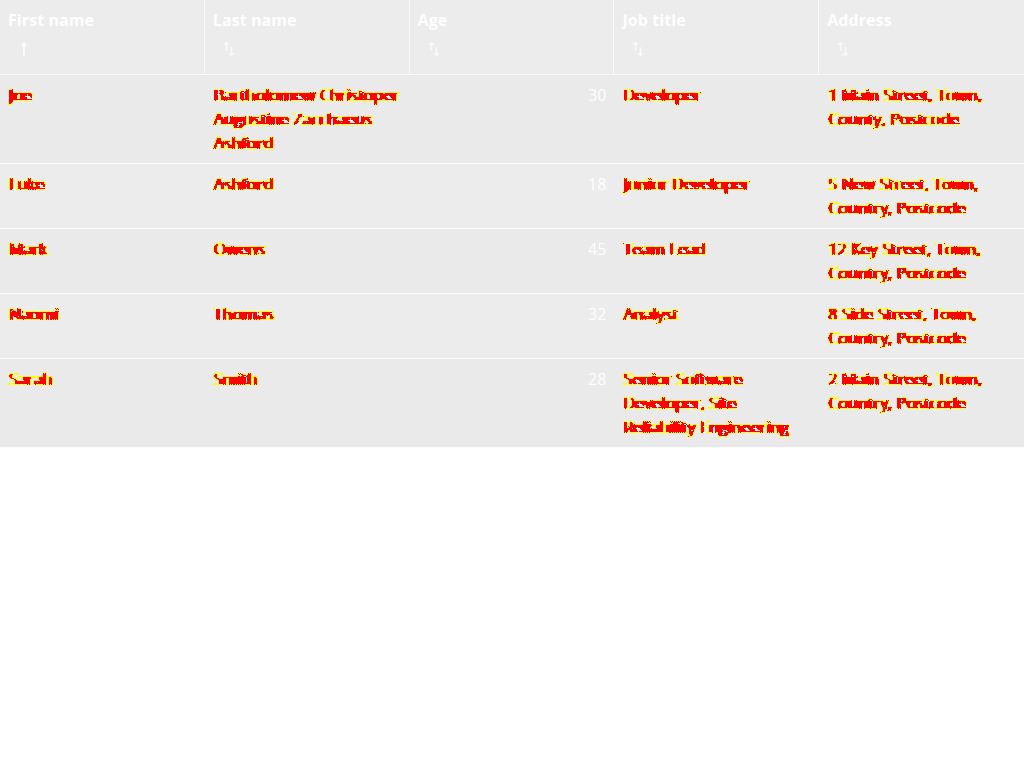 First name Last name Age Job title Address
↑ ↑↓ ↑↓ ↑↓ ↑↓
Joe Bartholomew Christoper 30 Developer 1 Main Street, Town,
Augustine Zacchaeus County, Postcode
Ashford
Luke Ashford 18 Junior Developer 5 New Street, Town,
Country, Postcode
Mark Owens 45 Team Lead 12 Key Street, Town,
Country, Postcode
Naomi Thomas 32 Analyst 8 Side Street, Town,
Country, Postcode
Sarah Smith 28 Senior Software 2 Main Street, Town,
Developer, Site Country, Postcode
Reliability Engineering